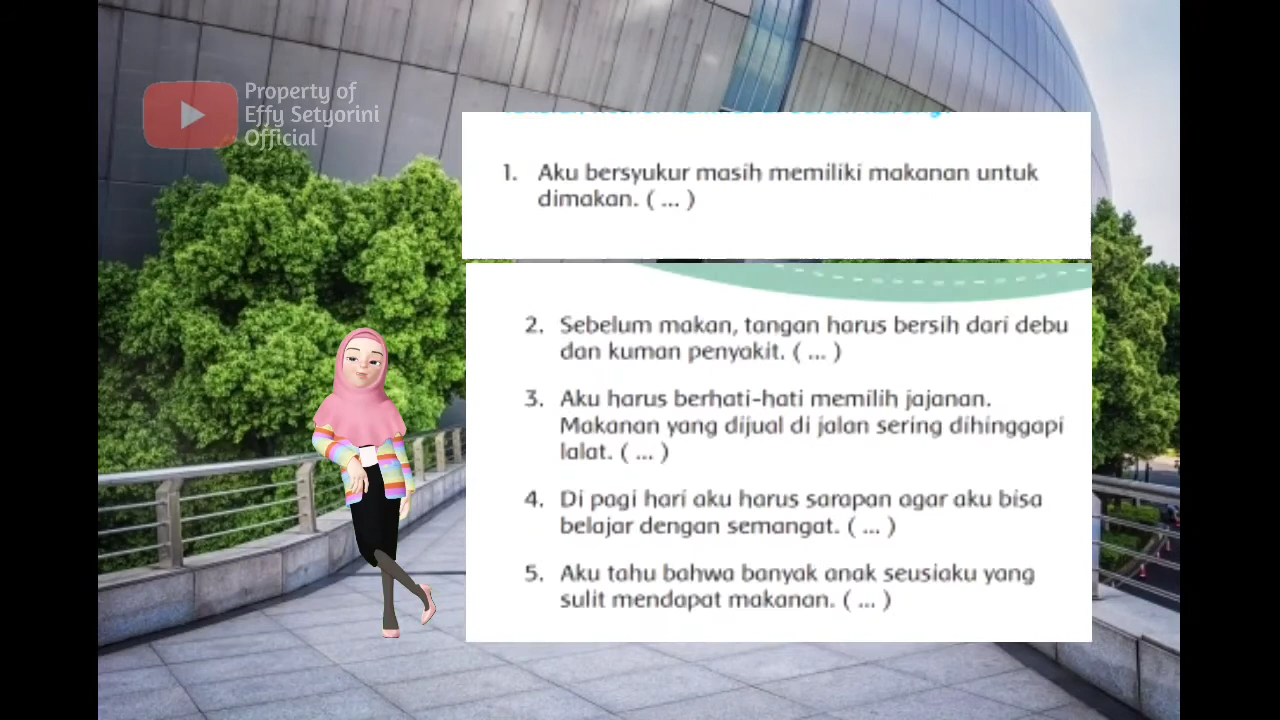 Property of
Effy Setyorini
Official
1. Aku bersyukur masih memiliki makanan untuk
dimakan. ( ... )
2. Sebelum makan, tangan harus bersih dari debu
dan kuman penyakit. ( ... )
3. Aku harus berhati-hati memilih jajanan.
Makanan yang dijual di jalan sering dihinggapi
lalat. ( ... )
4. Di pagi hari aku harus sarapan agar aku bisa
belajar dengan semangat. ( ... )
5. Aku tahu bahwa banyak anak seusiaku yang
sulit mendapat makanan. ( ... )